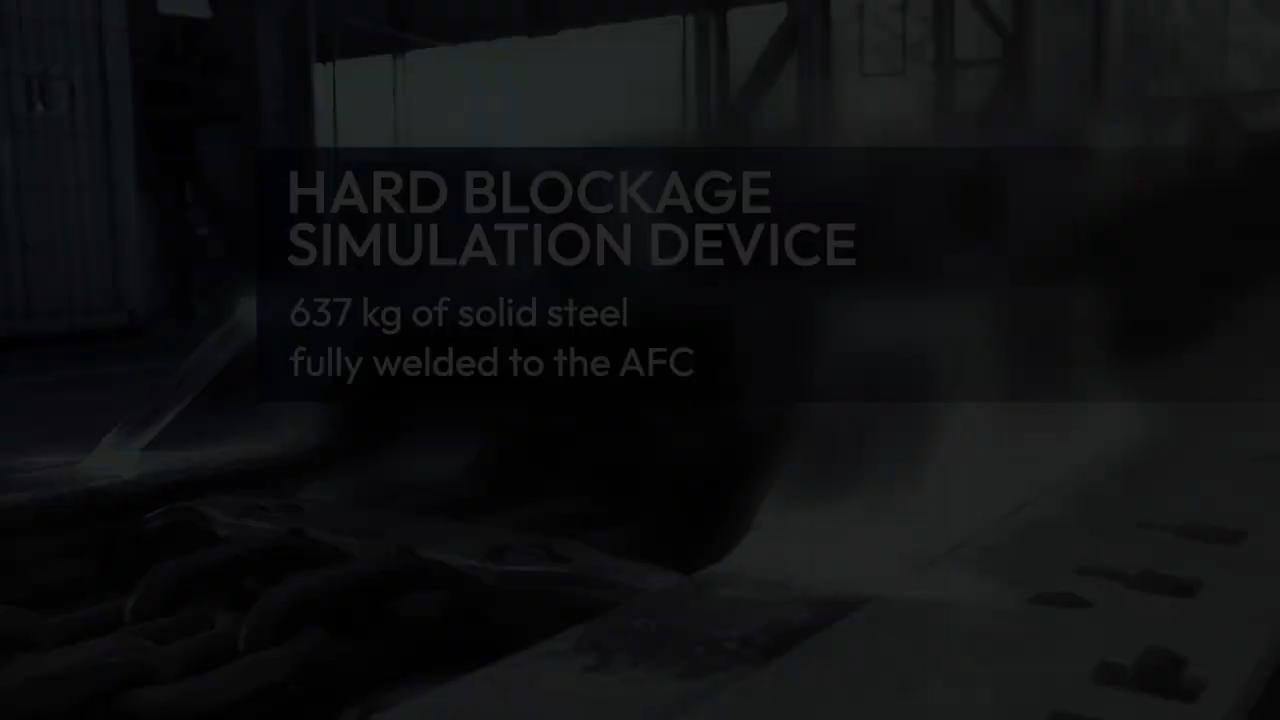 HARD BLOCKAGE
SIMULATION DEVICE
637 kg of solid steel
fully welded to the AFC